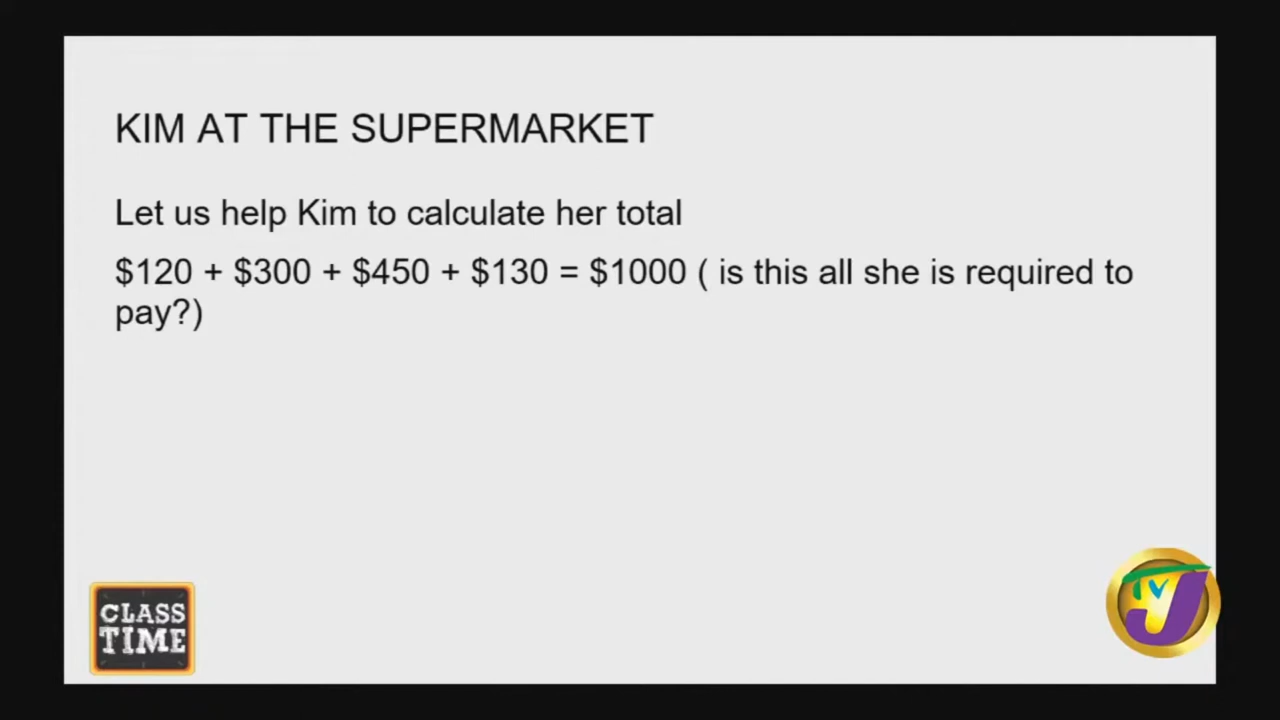 KIM AT THE SUPERMARKET
Let us help Kim to calculate her total
$120 + $300 + $450 + $130 = $1000 ( is this all she is required to
pay?)
CLASS
TIME
TVJ